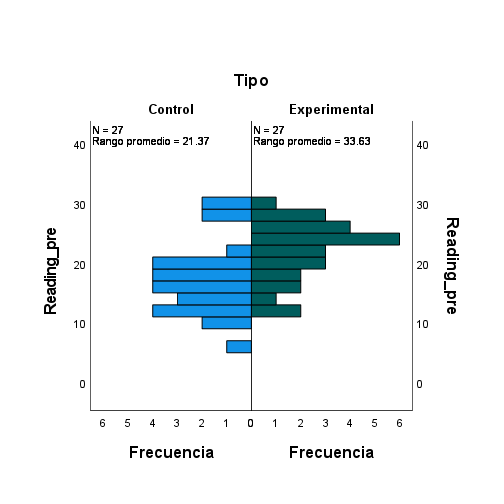 Tipo
Control Experimental
N = 27 N = 27
Rango promedio = 21.37 Rango promedio = 33.63
40 40
30 30
Reading_pre Reading_pre
20 20
10 10
0 0
6 5 4 3 2 1 0 1 2 3 4 5 6
Frecuencia Frecuencia